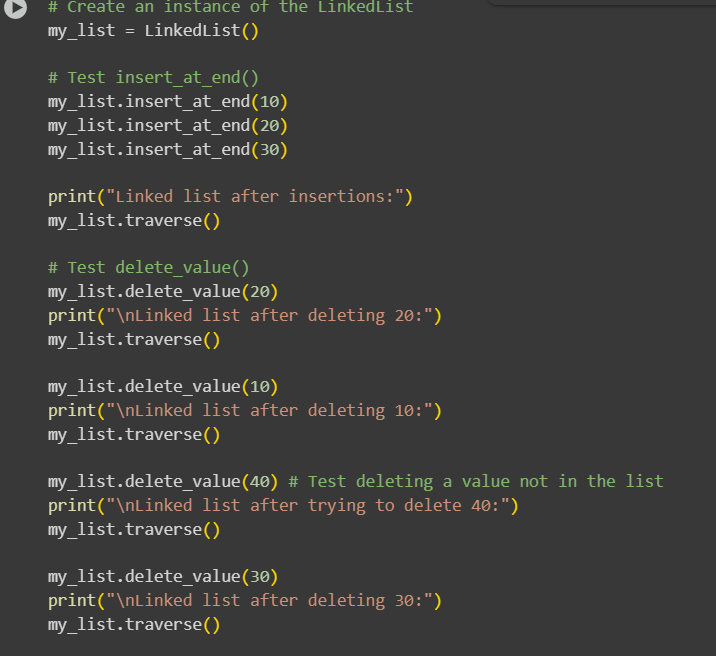 # Create an instance of the LinkedList
my_list = LinkedList()
# Test insert_at_end()
my_list.insert_at_end(10)
my_list.insert_at_end(20)
my_list.insert_at_end(30)
print("Linked list after insertions:")
my_list.traverse()
# Test delete_value()
my_list.delete_value(20)
print("\nLinked list after deleting 20:")
my_list.traverse()
my_list.delete_value(10)
print("\nLinked list after deleting 10:")
my_list.traverse()
my_list.delete_value(40) # Test deleting a value not in the list
print("\nLinked list after trying to delete 40:")
my_list.traverse()
my_list.delete_value(30)
print("\nLinked list after deleting 30:")
my_list.traverse()